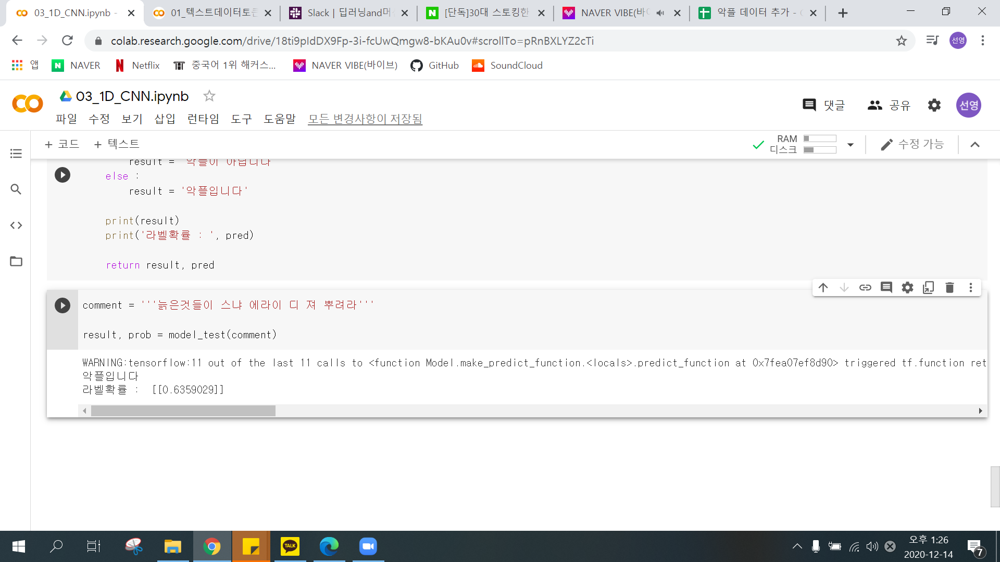 03_1D_CNN.ipynb -
01_텍스트데이터토큰
Slack | 딥러닝and머
[단독]30대 스토킹한
NAVER VIBE(바이
악플 데이터 추가 -
colab.research.google.com/drive/18ti9pIdDX9Fp-3i-fcUwQmgw8-bKAu0v#scrollTo=pRnBXLYZ2cTi
선영
앱
NAVER
Netflix
중국어 1위 해커스...
NAVER VIBE(바이브)
GitHub
SoundCloud
03_1D_CNN.ipynb
댓글
공유
선영
파일 수정 보기 삽입 런타임 도구 도움말 모든 변경사항이 저장됨
+ 코드 + 텍스트
RAM
디스크
수정 가능
result = '악플이 아닙니다'
else :
result = '악플입니다'
print(result)
print('라벨확률 : ', pred)
return result, pred
comment = '''늙은것들이 스냐 에라이 디 져 뿌려라'''
result, prob = model_test(comment)
WARNING:tensorflow:11 out of the last 11 calls to <function Model.make_predict_function.<locals>.predict_function at 0x7fea07ef8d90> triggered tf.function ret
악플입니다
라벨확률 : [[0.6359029]]
TALK
오후 1:26
2020-12-14
7